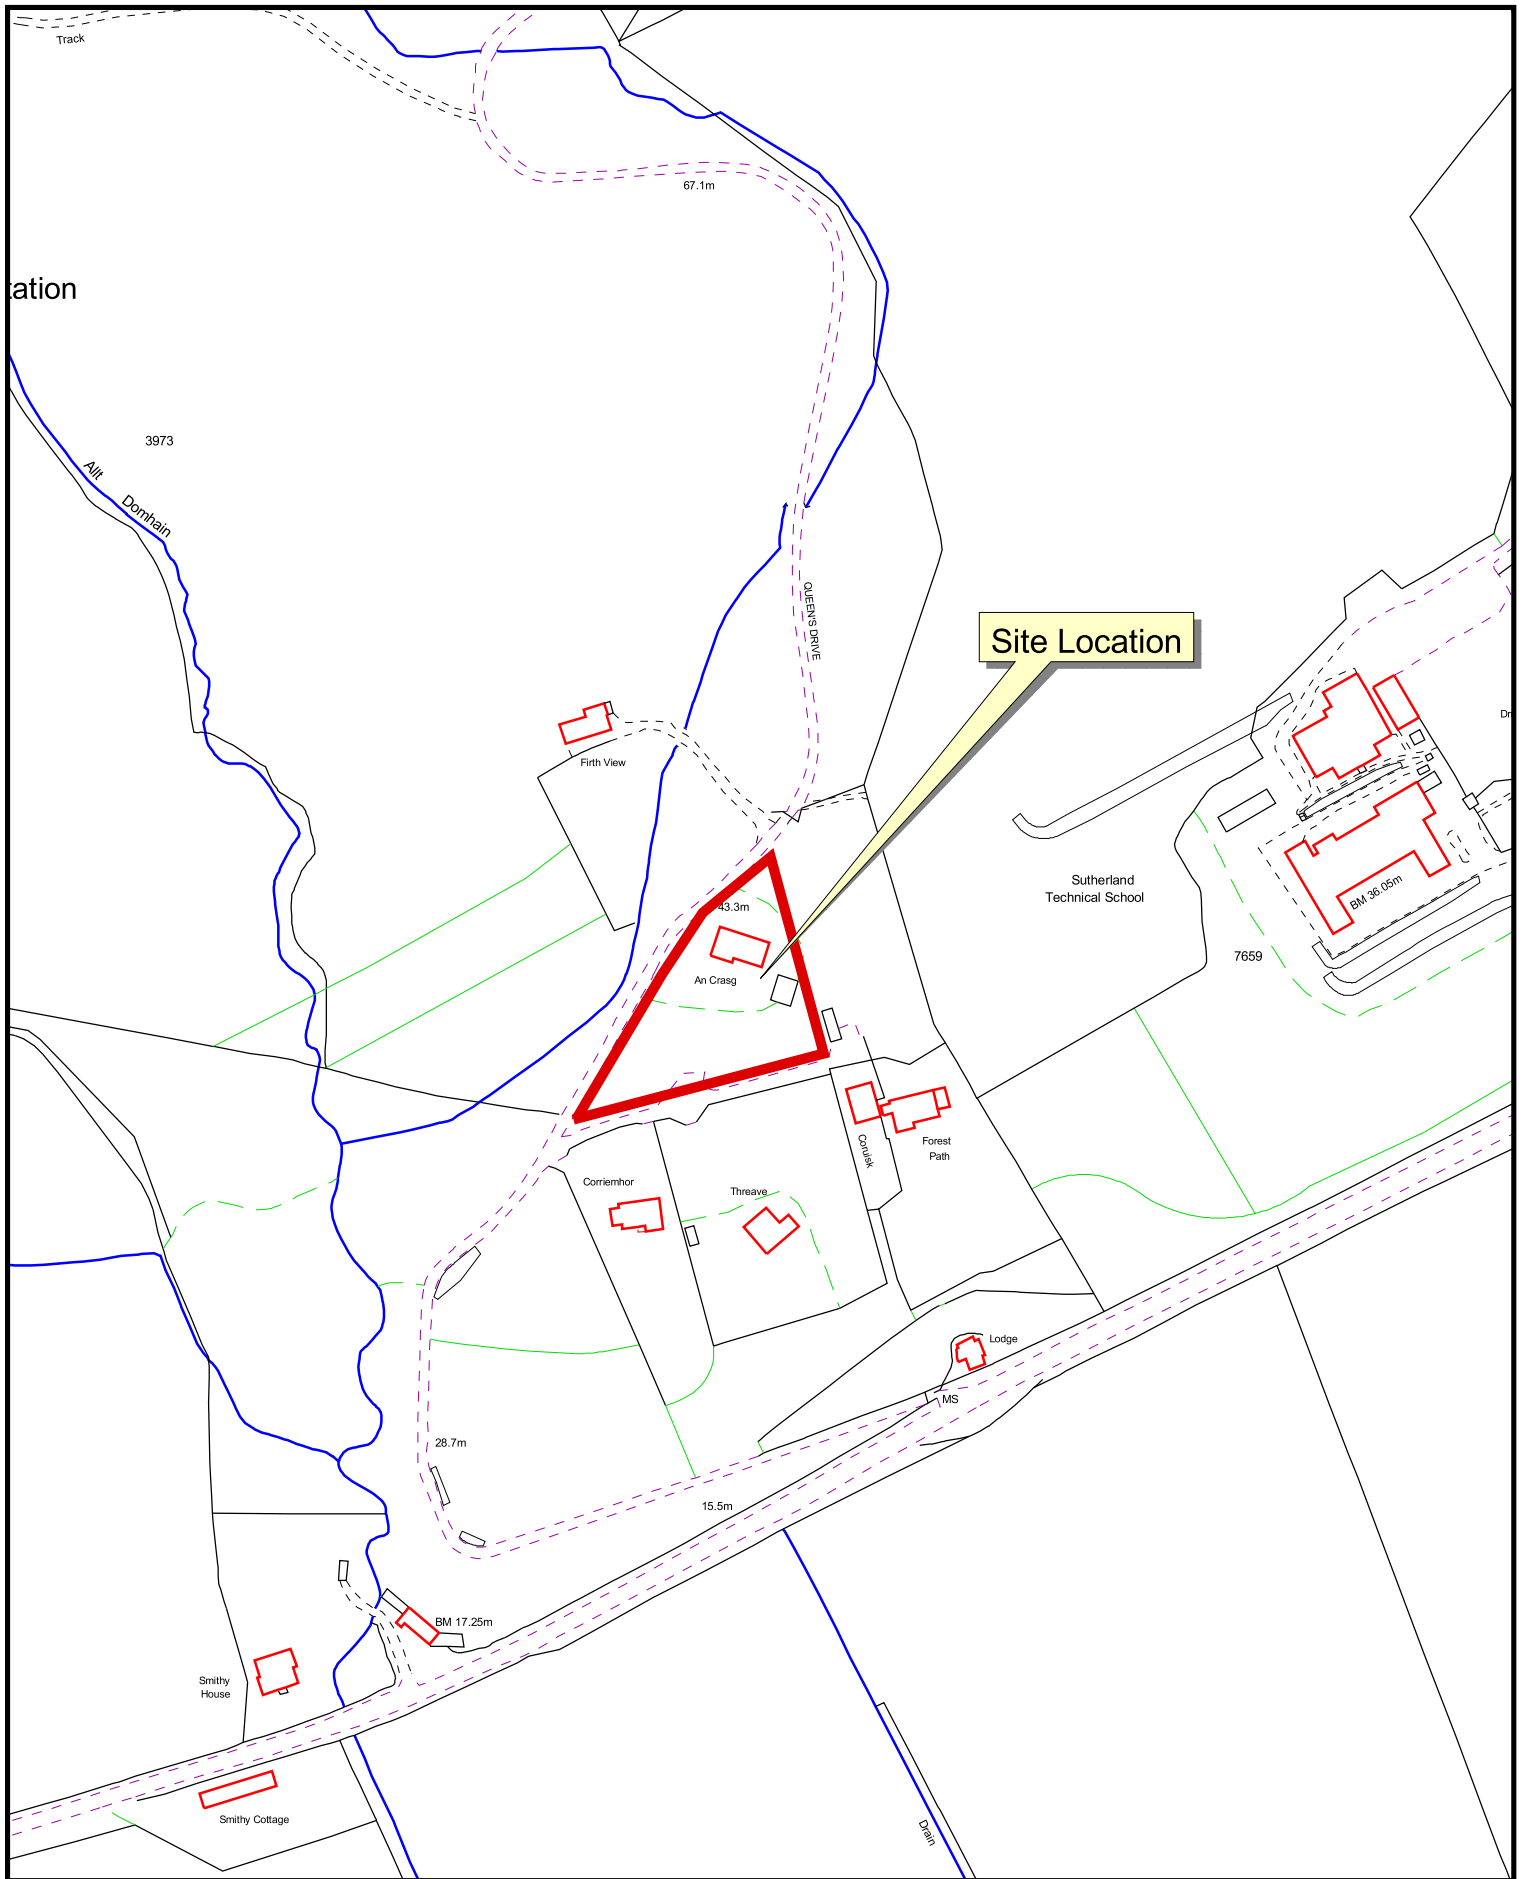 Track
67.1m
tation
3973
Allt
Domhain
QUEEN'S DRIVE
Site Location
Dr
Firth View
Sutherland
Technical School
BM 36.05m
43.3m
7659
An Crasg
Forest
Path
Coruisk
Corriemhor
Threave
Lodge
MS
28.7m
15.5m
BM 17.25m
Smithy
House
Smithy Cottage
Drain